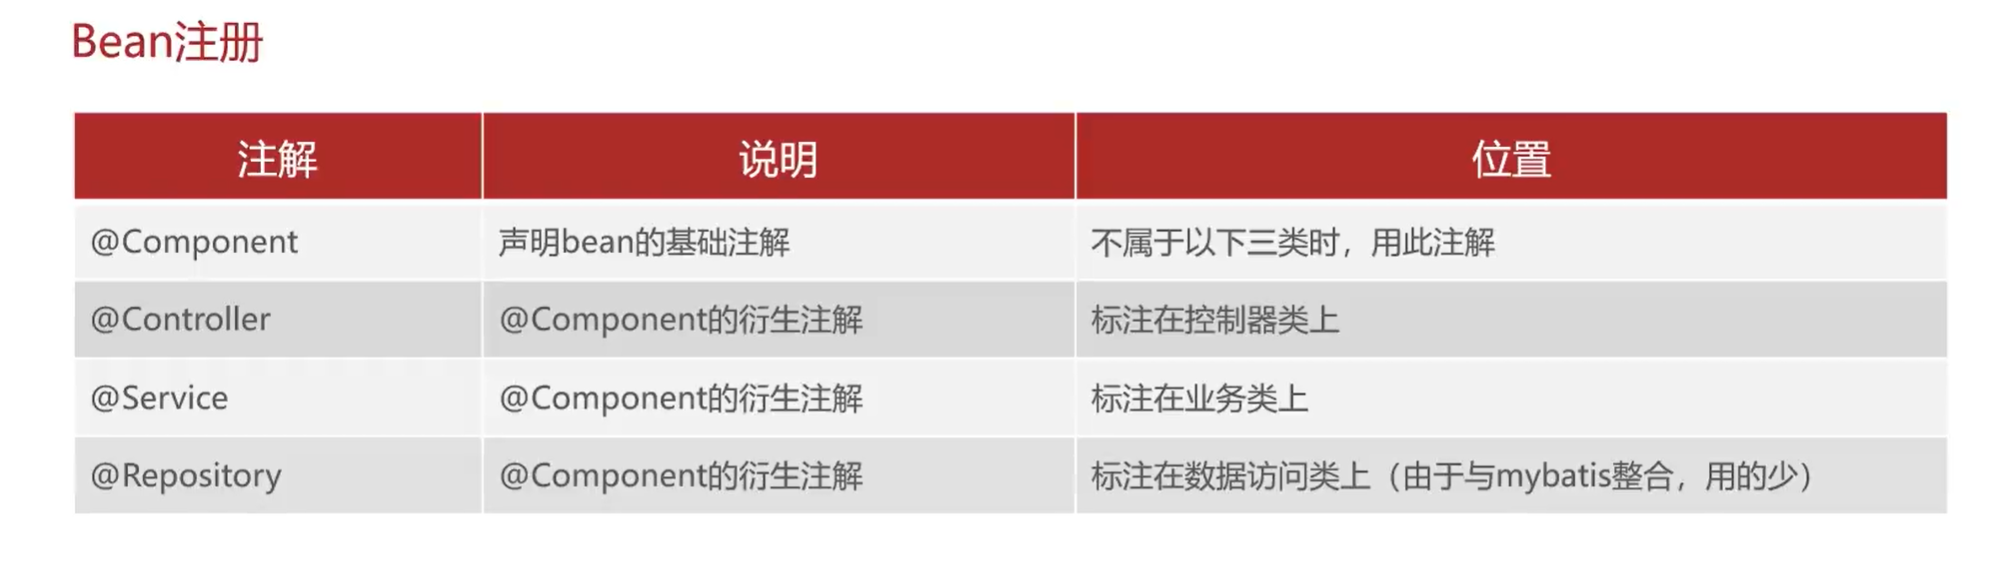 Bean注册
注解 说明 位置
@Component 声明bean的基础注解 不属于以下三类时，用此注解
@Controller @Component的衍生注解 标注在控制器类上
@Service @Component的衍生注解 标注在业务类上
@Repository @Component的衍生注解 标注在数据访问类上（由于与mybatis整合，用的少）